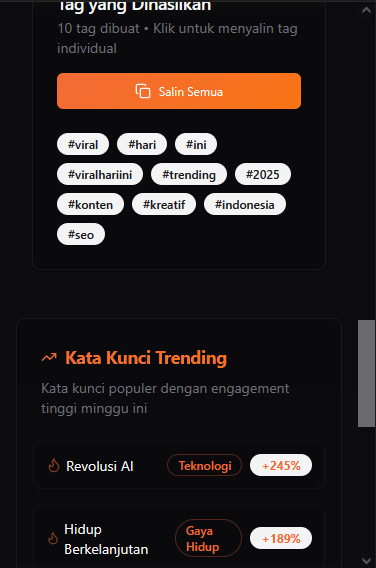 Tag yang Dihasilkan
10 tag dibuat • Klik untuk menyalin tag
individual
Salin Semua
#viral #hari #ini
#viralhariini #trending #2025
#konten #kreatif #indonesia
#seo
Kata Kunci Trending
Kata kunci populer dengan engagement
tinggi minggu ini
Revolusi AI Teknologi +245%
Hidup
Berkelanjutan
Gaya
Hidup
+189%